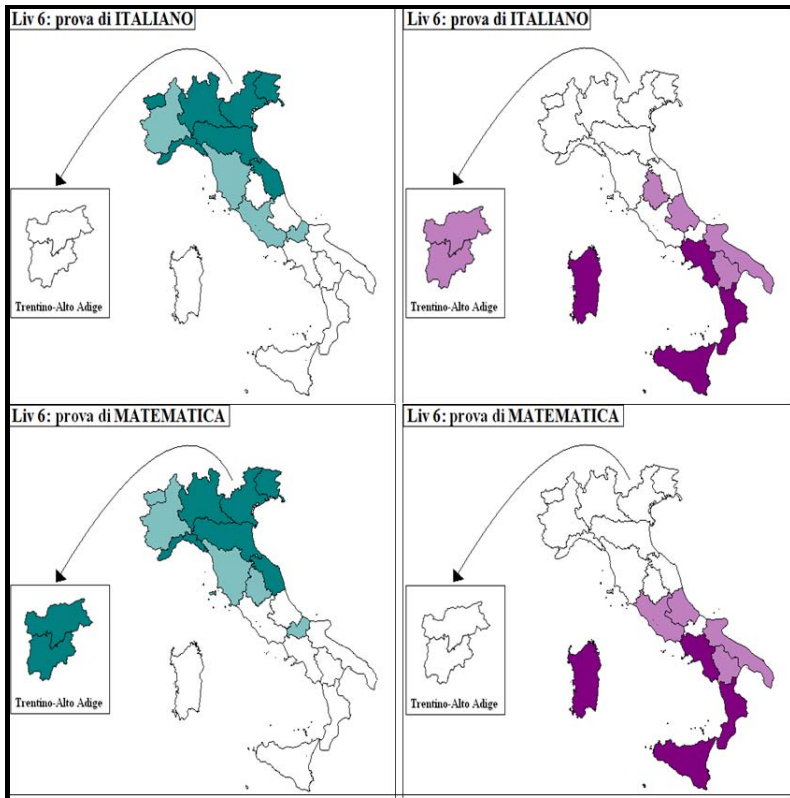 Liv 6: prova di ITALIANO
Liv 6: prova di ITALIANO
Trentino-Alto Adige
Trentino-Alto Adige
Liv 6: prova di MATEMATICA
Liv 6: prova di MATEMATICA
Trentino-Alto Adige
Trentino-Alto Adige